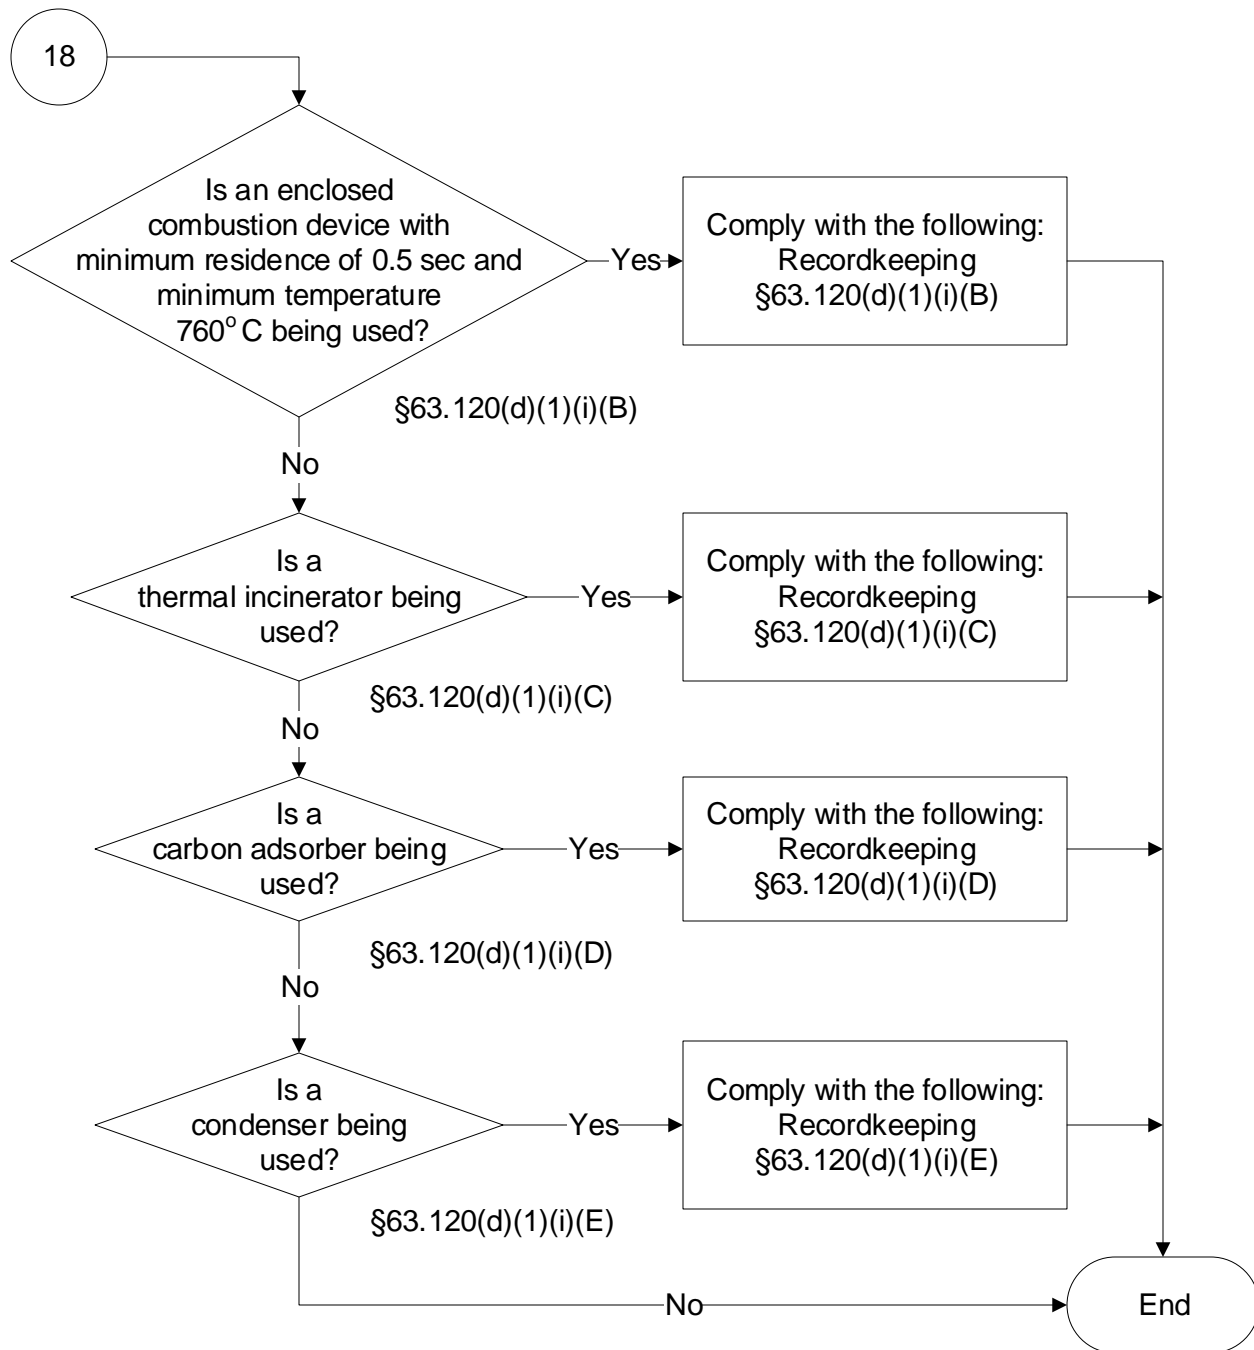 18
Is an enclosed
combustion device with
minimum residence of 0.5 sec and
minimum temperature
760° C being used?
Yes
Comply with the following:
Recordkeeping
§63.120(d)(1)(i)(B)
§63.120(d)(1)(i)(B)
No
Is a
thermal incinerator being
used?
Yes
Comply with the following:
Recordkeeping
§63.120(d)(1)(i)(C)
§63.120(d)(1)(i)(C)
No
Is a
carbon adsorber being
used?
Yes
Comply with the following:
Recordkeeping
§63.120(d)(1)(i)(D)
§63.120(d)(1)(i)(D)
No
Is a
condenser being
used?
Yes
Comply with the following:
Recordkeeping
§63.120(d)(1)(i)(E)
§63.120(d)(1)(i)(E)
No
End